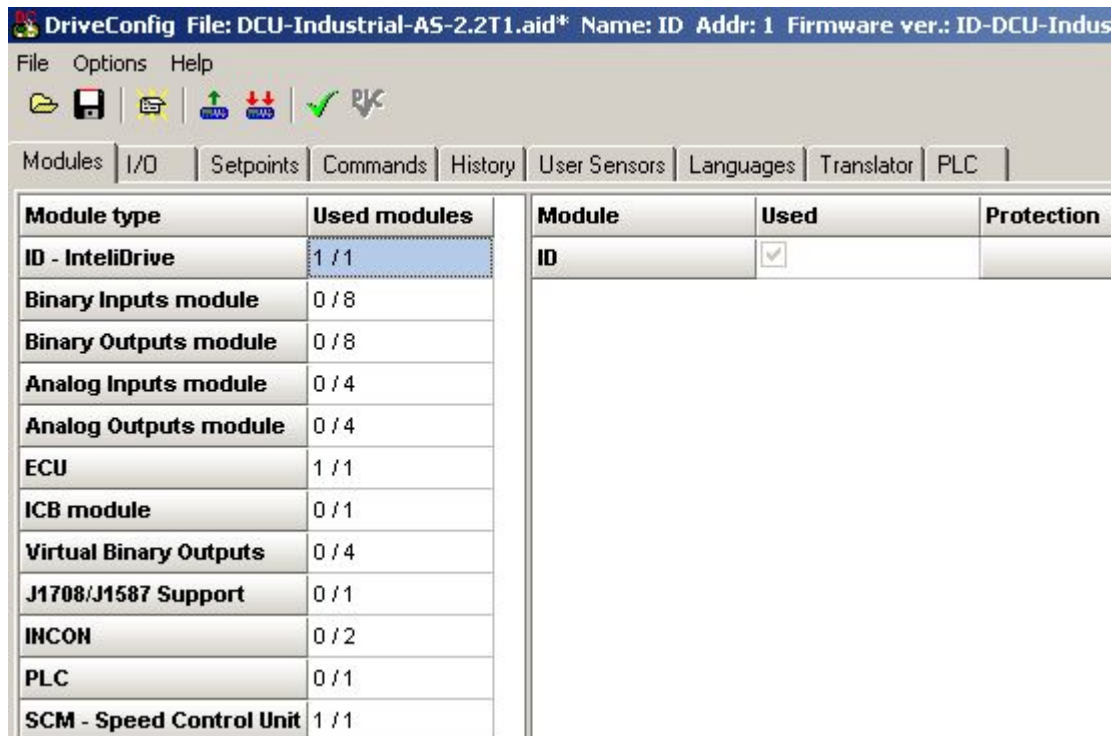 DriveConfig File: DCU-Industrial-AS-2.2T1.aid* Name: ID Addr: 1 Firmware ver.: ID-DCU-Indus
File Options Help
Modules I/O Setpoints Commands History User Sensors Languages Translator PLC
Module type Used modules Module Used Protection
ID - InteliDrive 1 / 1 ID
Binary Inputs module 0 / 8
Binary Outputs module 0 / 8
Analog Inputs module 0 / 4
Analog Outputs module 0 / 4
ECU 1 / 1
ICB module 0 / 1
Virtual Binary Outputs 0 / 4
J1708/J1587 Support 0 / 1
INCON 0 / 2
PLC 0 / 1
SCM - Speed Control Unit 1 / 1